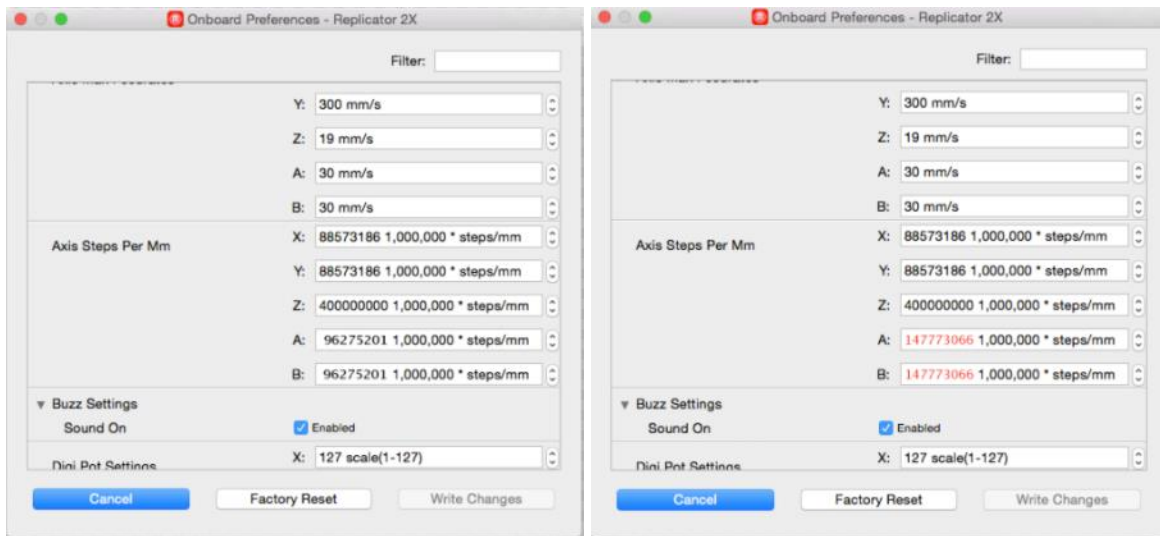 Onboard Preferences - Replicator 2X
Filter:
Y: 300 mm/s
Z: 19 mm/s
A: 30 mm/s
B: 30 mm/s
Axis Steps Per Mm
X: 88573186 1,000,000 * steps/mm
Y: 88573186 1,000,000 * steps/mm
Z: 400000000 1,000,000 * steps/mm
A: 96275201 1,000,000 * steps/mm
B: 96275201 1,000,000 * steps/mm
Buzz Settings
Sound On Enabled
Digi Pot Settings X: 127 scale(1-127)
Cancel Factory Reset Write Changes
Onboard Preferences - Replicator 2X
Filter:
Y: 300 mm/s
Z: 19 mm/s
A: 30 mm/s
B: 30 mm/s
Axis Steps Per Mm
X: 88573186 1,000,000 * steps/mm
Y: 88573186 1,000,000 * steps/mm
Z: 400000000 1,000,000 * steps/mm
A: 147773066 1,000,000 * steps/mm
B: 147773066 1,000,000 * steps/mm
Buzz Settings
Sound On Enabled
Digi Pot Settings X: 127 scale(1-127)
Cancel Factory Reset Write Changes